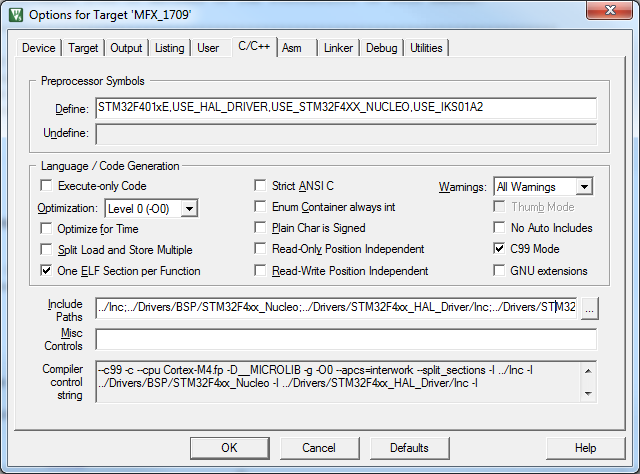 Options for Target 'MFX_1709'
Device Target Output Listing User C/C++ Asm Linker Debug Utilities
Preprocessor Symbols
Define: STM32F401xE,USE_HAL_DRIVER,USE_STM32F4XX_NUCLEO,USE_IKS01A2
Undefine:
Language / Code Generation
Execute-only Code Strict ANSI C Warnings: All Warnings
Optimization: Level 0 (-O0) Enum Container always int Thumb Mode
Optimize for Time Plain Char is Signed No Auto Includes
Split Load and Store Multiple Read-Only Position Independent C99 Mode
One ELF Section per Function Read-Write Position Independent GNU extensions
Include Paths ../Inc;../Drivers/BSP/STM32F4xx_Nucleo;../Drivers/STM32F4xx_HAL_Driver/Inc;../Drivers/STM32 ...
Misc Controls
Compiler control string --c99 -c --cpu Cortex-M4.fp -D__MICROLIB -g -O0 --apcs=interwork --split_sections -I ../Inc -I
../Drivers/BSP/STM32F4xx_Nucleo -I ../Drivers/STM32F4xx_HAL_Driver/Inc -I
OK Cancel Defaults Help